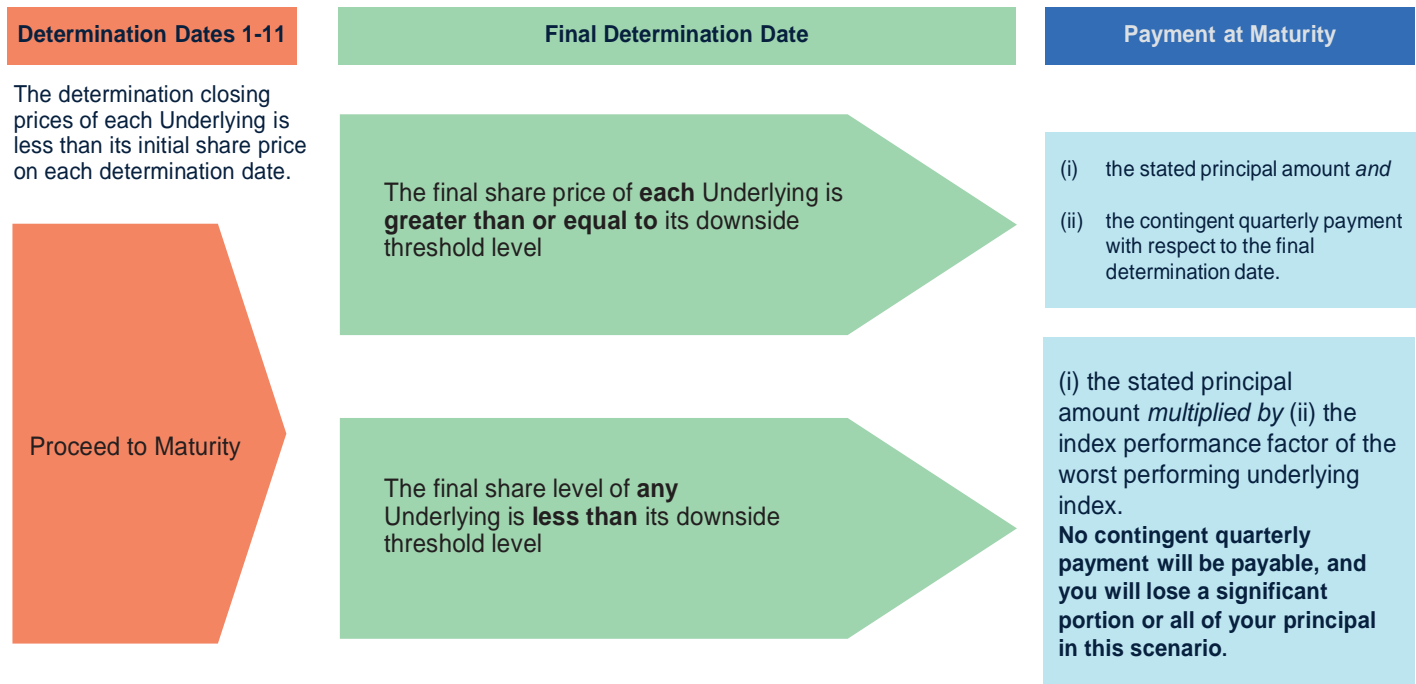 Determination Dates 1-11
The determination closing
prices of each Underlying is
less than its initial share price
on each determination date.
Proceed to Maturity
Final Determination Date
The final share price of each Underlying is
greater than or equal to its downside
threshold level
The final share level of any
Underlying is less than its downside
threshold level
Payment at Maturity
(i) the stated principal amount and
(ii) the contingent quarterly payment
with respect to the final
determination date.
(i) the stated principal
amount multiplied by (ii) the
index performance factor of the
worst performing underlying
index.
No contingent quarterly
payment will be payable, and
you will lose a significant
portion or all of your principal
in this scenario.